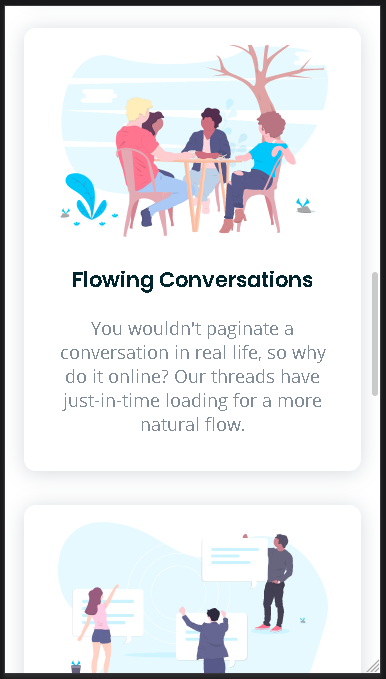 Flowing Conversations
You wouldn't paginate a
conversation in real life, so why
do it online? Our threads have
just-in-time loading for a more
natural flow.